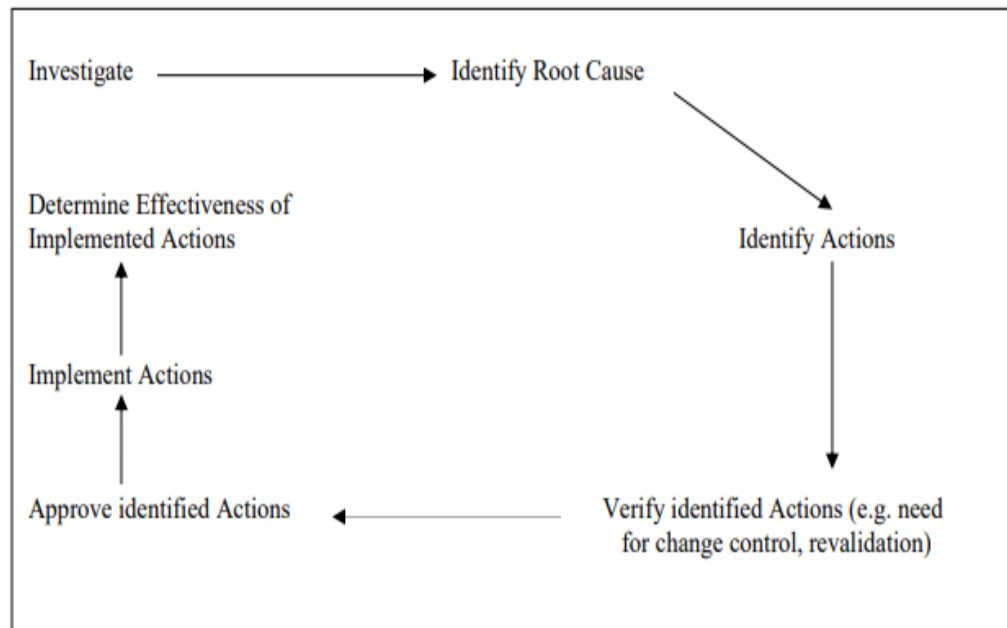 Investigate
Identify Root Cause
Determine Effectiveness of
Implemented Actions
Identify Actions
Implement Actions
Approve identified Actions
Verify identified Actions (e.g. need
for change control, revalidation)